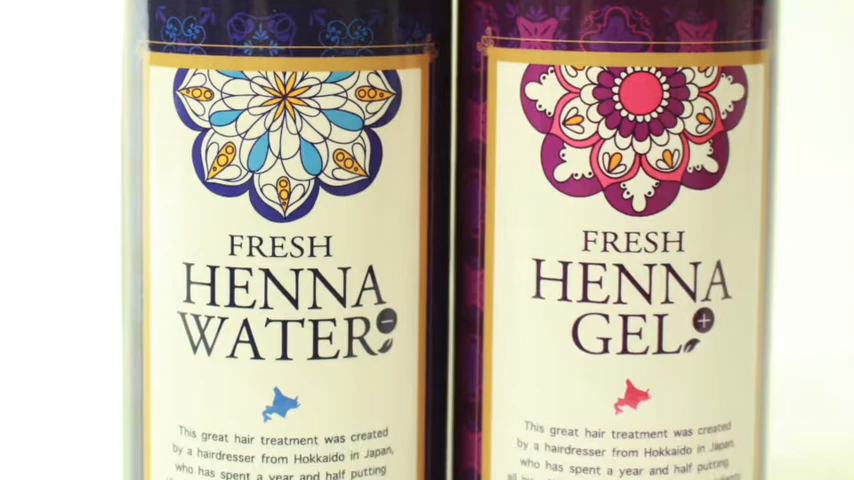 FRESH
HENNA
WATER
This great hair treatment was created
by a hairdresser from Hokkaido in Japan,
who has spent a year and half putting
FRESH
HENNA
GEL
This great hair treatment was created
by a hairdresser from Hokkaido in Japan,
who has spent a year and half putting